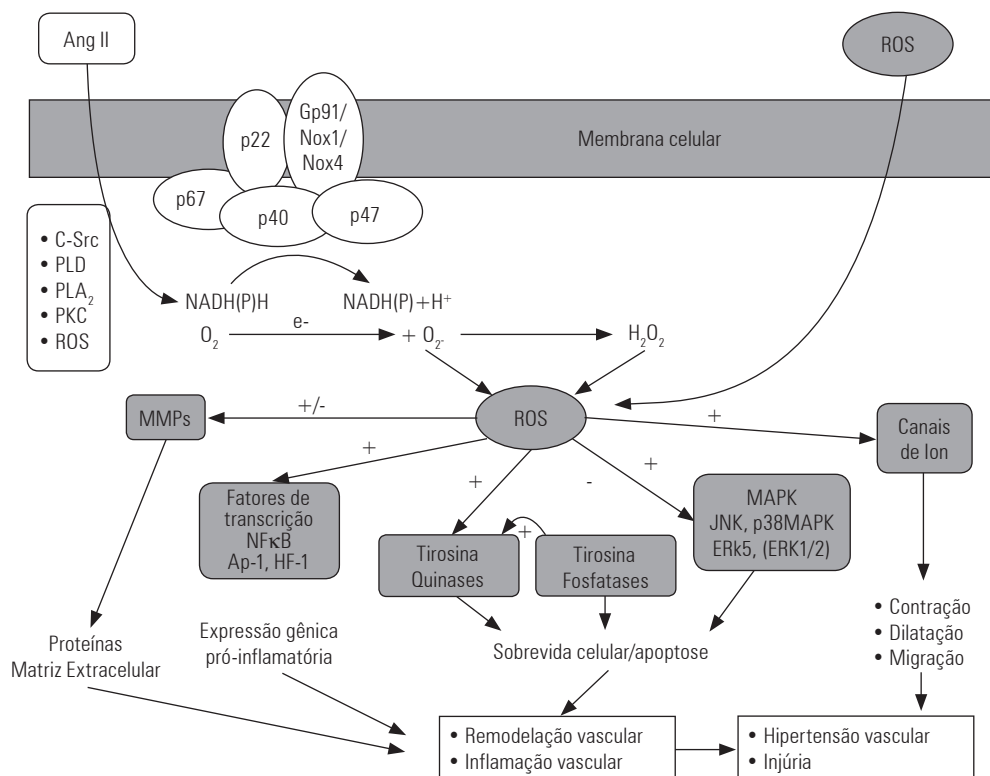 Ang II
ROS
Membrana celular
p22
Gp91/
Nox1/
Nox4
p67
p40
p47
• C-Src
• PLD
• PLA₂
• PKC
• ROS
NADH(P)H
NADH(P)+H⁺
O₂
e-
+ O₂-
H₂O₂
MMPs
+/-
ROS
+
Canais
de Ion
+
Fatores de
transcrição
NFκB
Ap-1, HF-1
+
-
+
MAPK
JNK, p38MAPK
ERk5, (ERK1/2)
Tirosina
Quinases
+
Tirosina
Fosfatases
• Contração
• Dilatação
• Migração
Proteínas
Matriz Extracelular
Expressão gênica
pró-inflamatória
Sobrevida celular/apoptose
• Remodelação vascular
• Inflamação vascular
• Hipertensão vascular
• Injúria